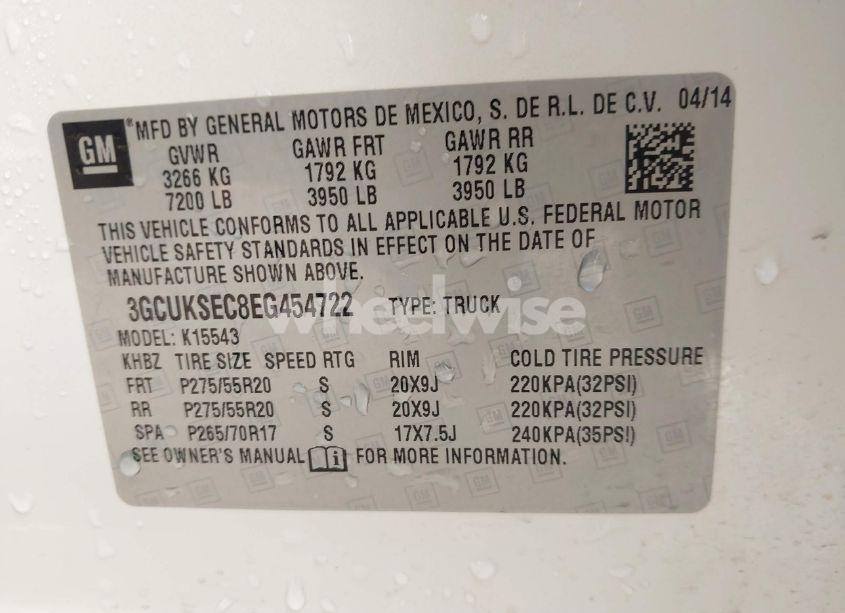 GM
®MFD BY GENERAL MOTORS DE MEXICO, S. DE R.L. DE C.V. 04/14
GVWR GAWR FRT GAWR RR
3266 KG 1792 KG 1792 KG
7200 LB 3950 LB 3950 LB
THIS VEHICLE CONFORMS TO ALL APPLICABLE U.S. FEDERAL MOTOR
VEHICLE SAFETY STANDARDS IN EFFECT ON THE DATE OF
MANUFACTURE SHOWN ABOVE.
3GCUKSEC8EG454722 TYPE: TRUCK
wheelwise
MODEL: K15543
KHBZ TIRE SIZE SPEED RTG RIM COLD TIRE PRESSURE
FRT P275/55R20 S 20X9J 220KPA(32PSI)
RR P275/55R20 S 20X9J 220KPA(32PSI)
SPA P265/70R17 S 17X7.5J 240KPA(35PSI)
SEE OWNER'S MANUAL FOR MORE INFORMATION.